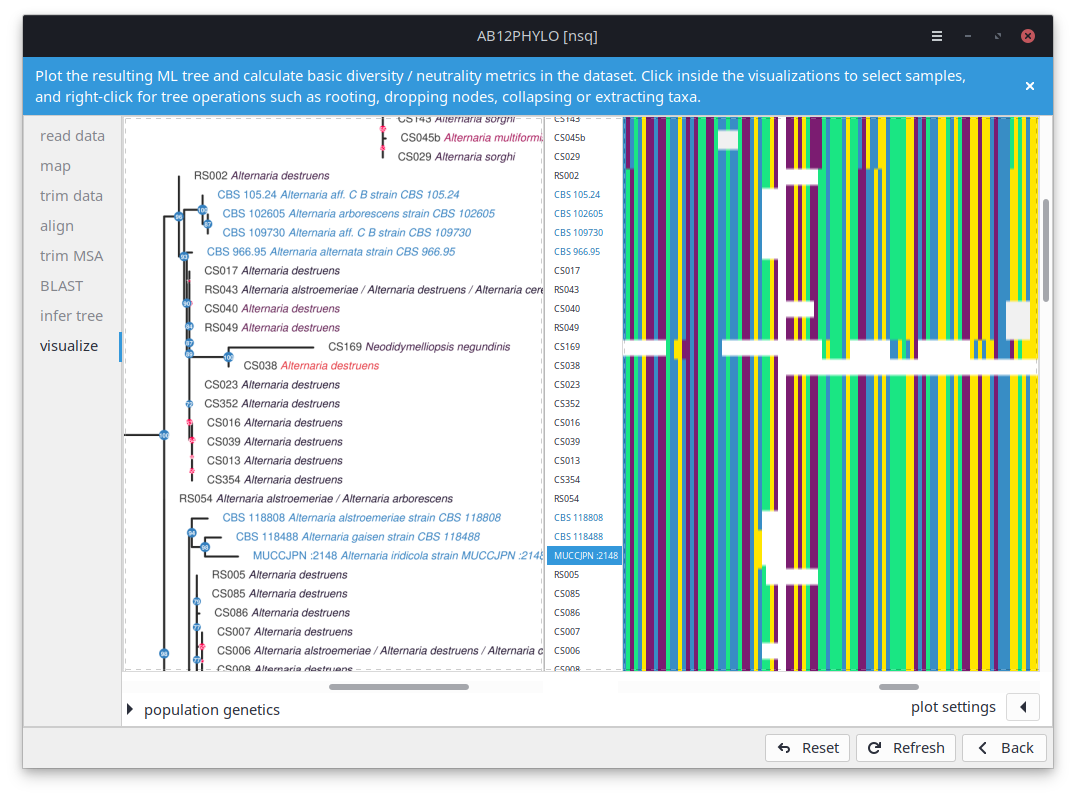 AB12PHYLO [nsq]
Plot the resulting ML tree and calculate basic diversity / neutrality metrics in the dataset. Click inside the visualizations to select samples,
and right-click for tree operations such as rooting, dropping nodes, collapsing or extracting taxa.
read data
map
trim data
align
trim MSA
BLAST
infer tree
visualize
CS143 Alternaria sorghi
CS045b Alternaria multiformi
CS029 Alternaria sorghi
RS002 Alternaria destruens
CBS 105.24 Alternaria aff. C B strain CBS 105.24
CBS 102605 Alternaria arborescens strain CBS 102605
CBS 109730 Alternaria aff. C B strain CBS 109730
CBS 966.95 Alternaria alternata strain CBS 966.95
CS017 Alternaria destruens
RS043 Alternaria alstroemeriae / Alternaria destruens / Alternaria cere
CS040 Alternaria destruens
RS049 Alternaria destruens
CS169 Neodidymelliopsis negundinis
CS038 Alternaria destruens
CS023 Alternaria destruens
CS352 Alternaria destruens
CS016 Alternaria destruens
CS039 Alternaria destruens
CS013 Alternaria destruens
CS354 Alternaria destruens
RS054 Alternaria alstroemeriae / Alternaria arborescens
CBS 118808 Alternaria alstroemeriae strain CBS 118808
CBS 118488 Alternaria gaisen strain CBS 118488
MUCCJPN :2148 Alternaria iridicola strain MUCCJPN :2148
RS005 Alternaria destruens
CS085 Alternaria destruens
CS086 Alternaria destruens
CS007 Alternaria destruens
CS006 Alternaria alstroemeriae / Alternaria destruens / Alternaria c
CS008 Alternaria destruens
CS143
CS045b
CS029
RS002
CBS 105.24
CBS 102605
CBS 109730
CBS 966.95
CS017
RS043
CS040
RS049
CS169
CS038
CS023
CS352
CS016
CS039
CS013
CS354
RS054
CBS 118808
CBS 118488
MUCCJPN :2148
RS005
CS085
CS086
CS007
CS006
CS008
population genetics
plot settings
Reset
Refresh
Back